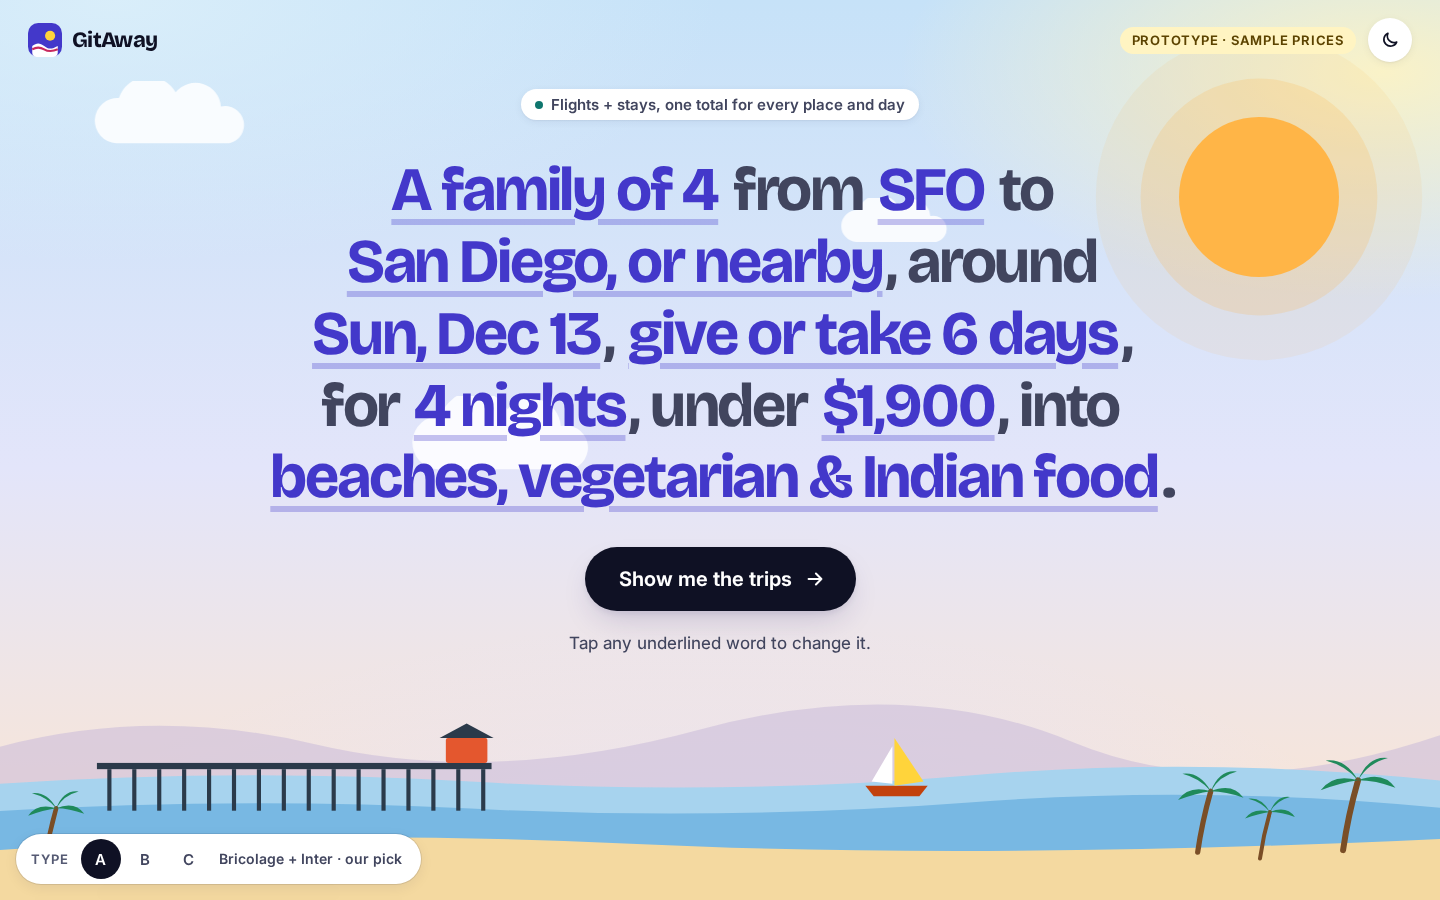 GitAway
PROTOTYPE · SAMPLE PRICES
Flights + stays, one total for every place and day
A family of 4 from SFO to
San Diego, or nearby, around
Sun, Dec 13, give or take 6 days,
for 4 nights, under $1,900, into
beaches, vegetarian & Indian food.
Show me the trips →
Tap any underlined word to change it.
TYPE A B C Bricolage + Inter · our pick